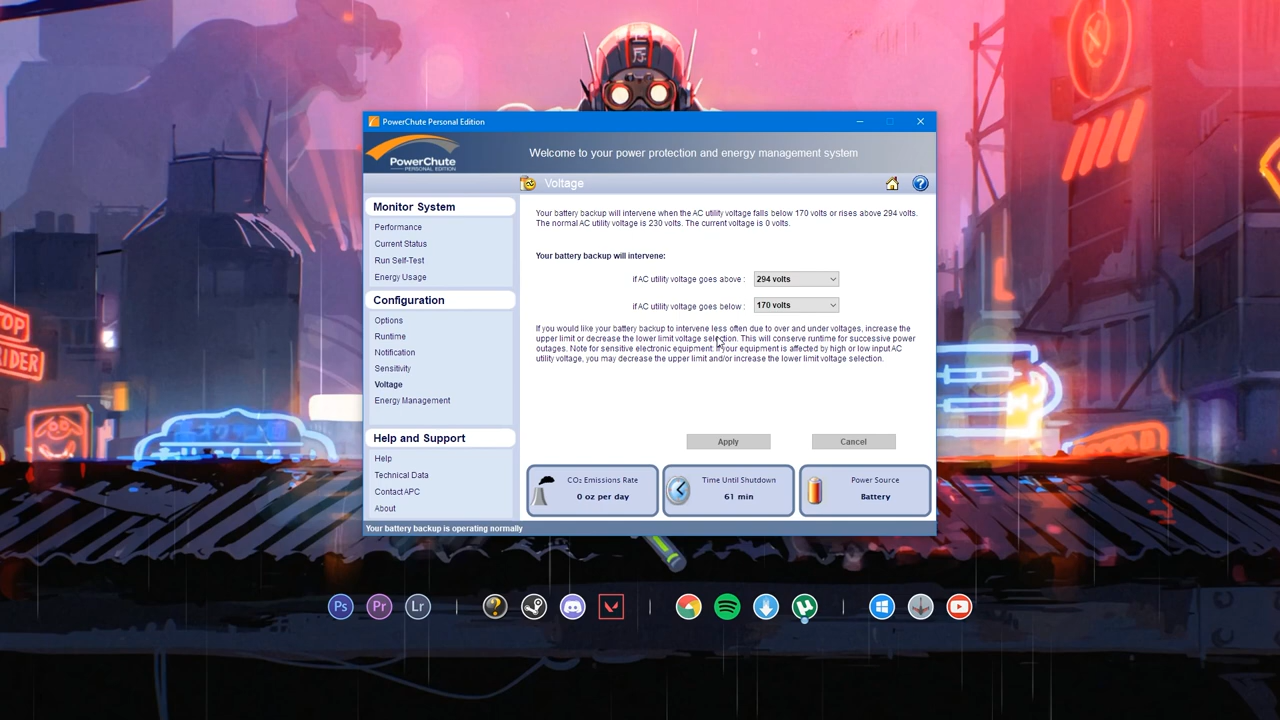 PowerChute Personal Edition
PowerChute
PERSONAL EDITION
Welcome to your power protection and energy management system
Voltage
Monitor System
Performance
Current Status
Run Self-Test
Energy Usage
Configuration
Options
Runtime
Notification
Sensitivity
Voltage
Energy Management
Help and Support
Help
Technical Data
Contact APC
About
Your battery backup will intervene when the AC utility voltage falls below 170 volts or rises above 294 volts.
The normal AC utility voltage is 230 volts. The current voltage is 0 volts.
Your battery backup will intervene:
if AC utility voltage goes above :
294 volts
if AC utility voltage goes below :
170 volts
If you would like your battery backup to intervene less often due to over and under voltages, increase the
upper limit or decrease the lower limit voltage selection. This will conserve runtime for successive power
outages. Note for sensitive electronic equipment: If your equipment is affected by high or low input AC
utility voltage, you may decrease the upper limit and/or increase the lower limit voltage selection.
Apply
Cancel
CO₂ Emissions Rate
0 oz per day
Time Until Shutdown
61 min
Power Source
Battery
Your battery backup is operating normally
TOP
RIDER
Ps
Pr
Lr